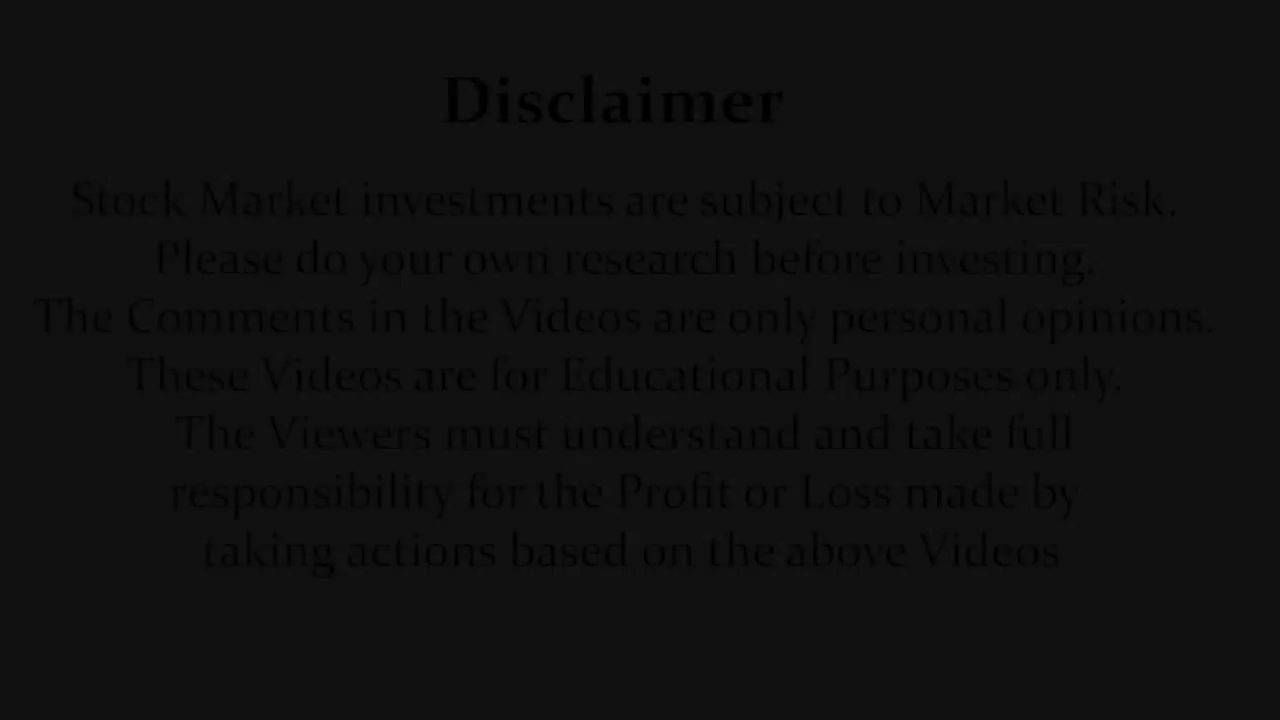 Disclaimer
Stock Market investments are subject to Market Risk.
Please do your own research before investing.
The Comments in the Videos are only personal opinions.
These Videos are for Educational Purposes only.
The Viewers must understand and take full
responsibility for the Profit or Loss made by
taking actions based on the above Videos